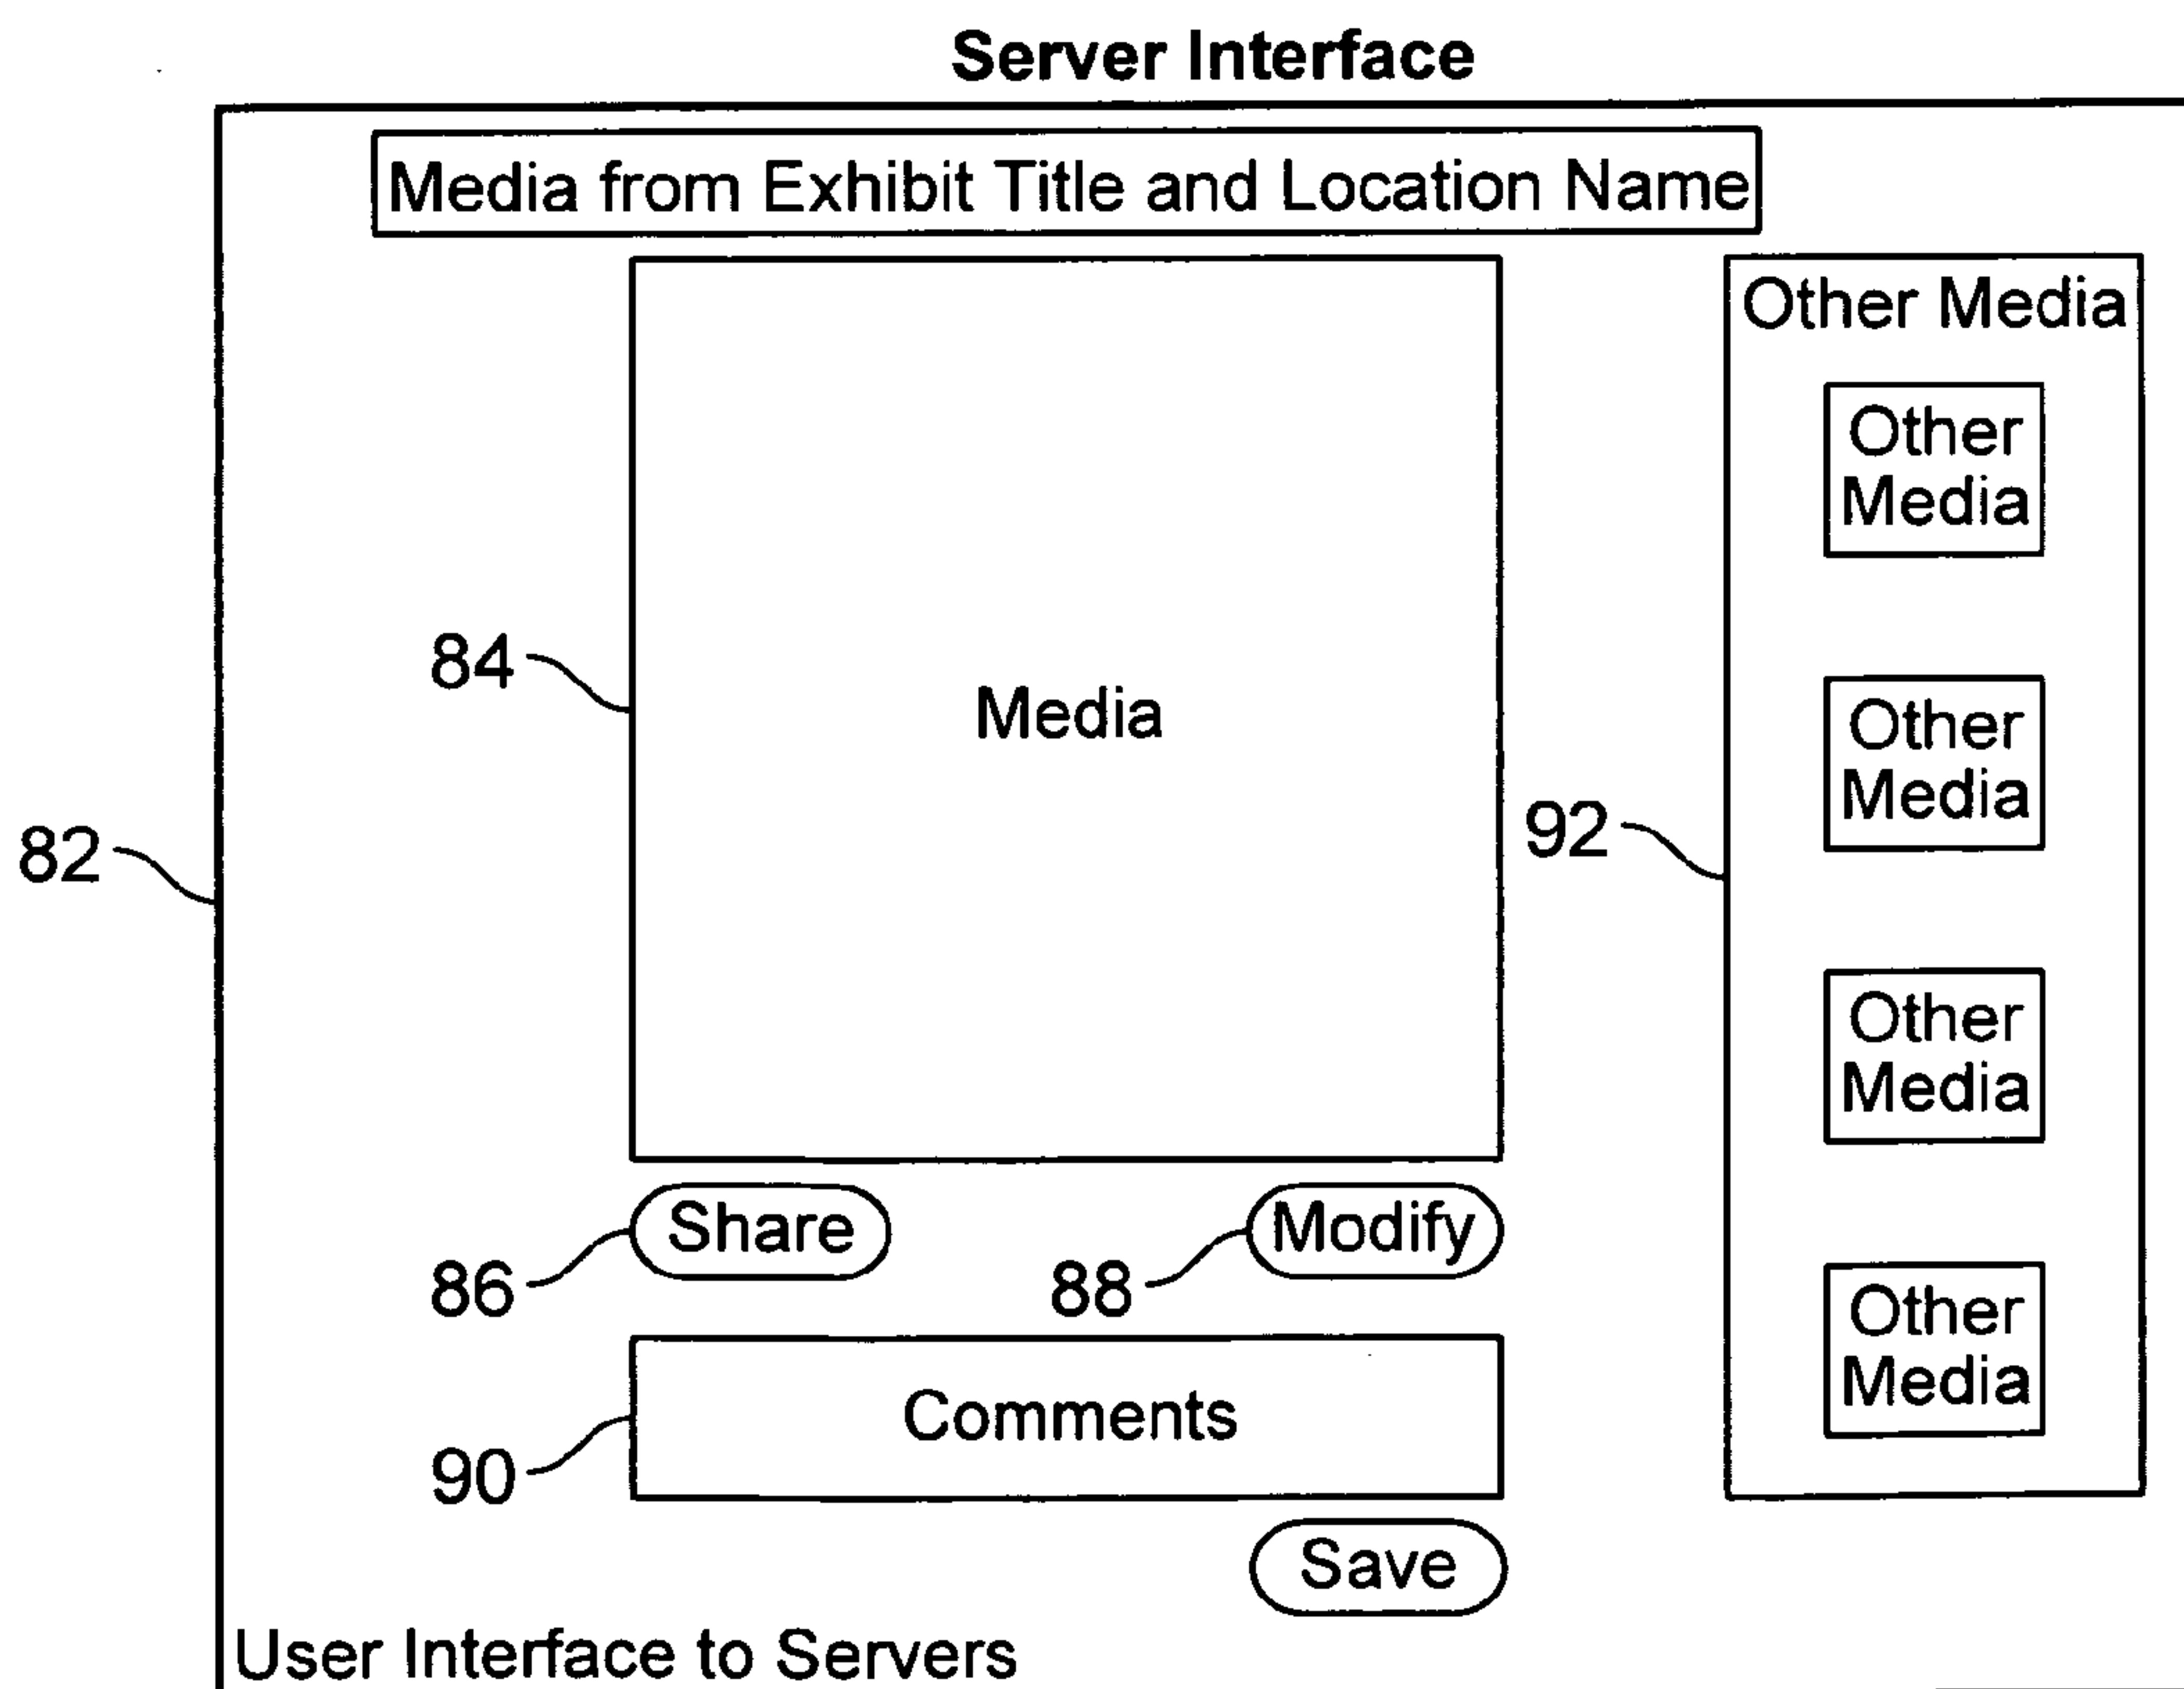 Server Interface
Media from Exhibit Title and Location Name
82
84
Media
86
Share
88
Modify
90
Comments
Save
92
Other Media
Other
Media
Other
Media
Other
Media
Other
Media
User Interface to Servers